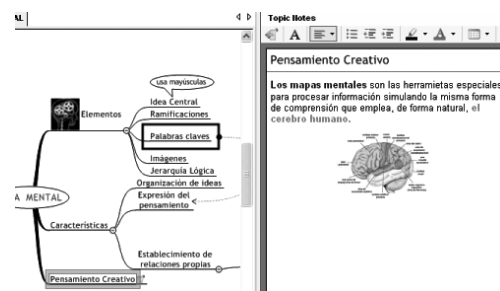 AL
Topic Notes
usa mayúsculas
Idea Central
Elementos
Ramificaciones
Palabras claves
Imágenes
Jerarquía Lógica
Organización de ideas
A MENTAL
Expresión del
pensamiento
Características
Establecimiento de
relaciones propias
Pensamiento Creativo
A
A
Pensamiento Creativo
Los mapas mentales son las herramietas especiales
para procesar información simulando la misma forma
de comprensión que emplea, de forma natural, el
cerebro humano.